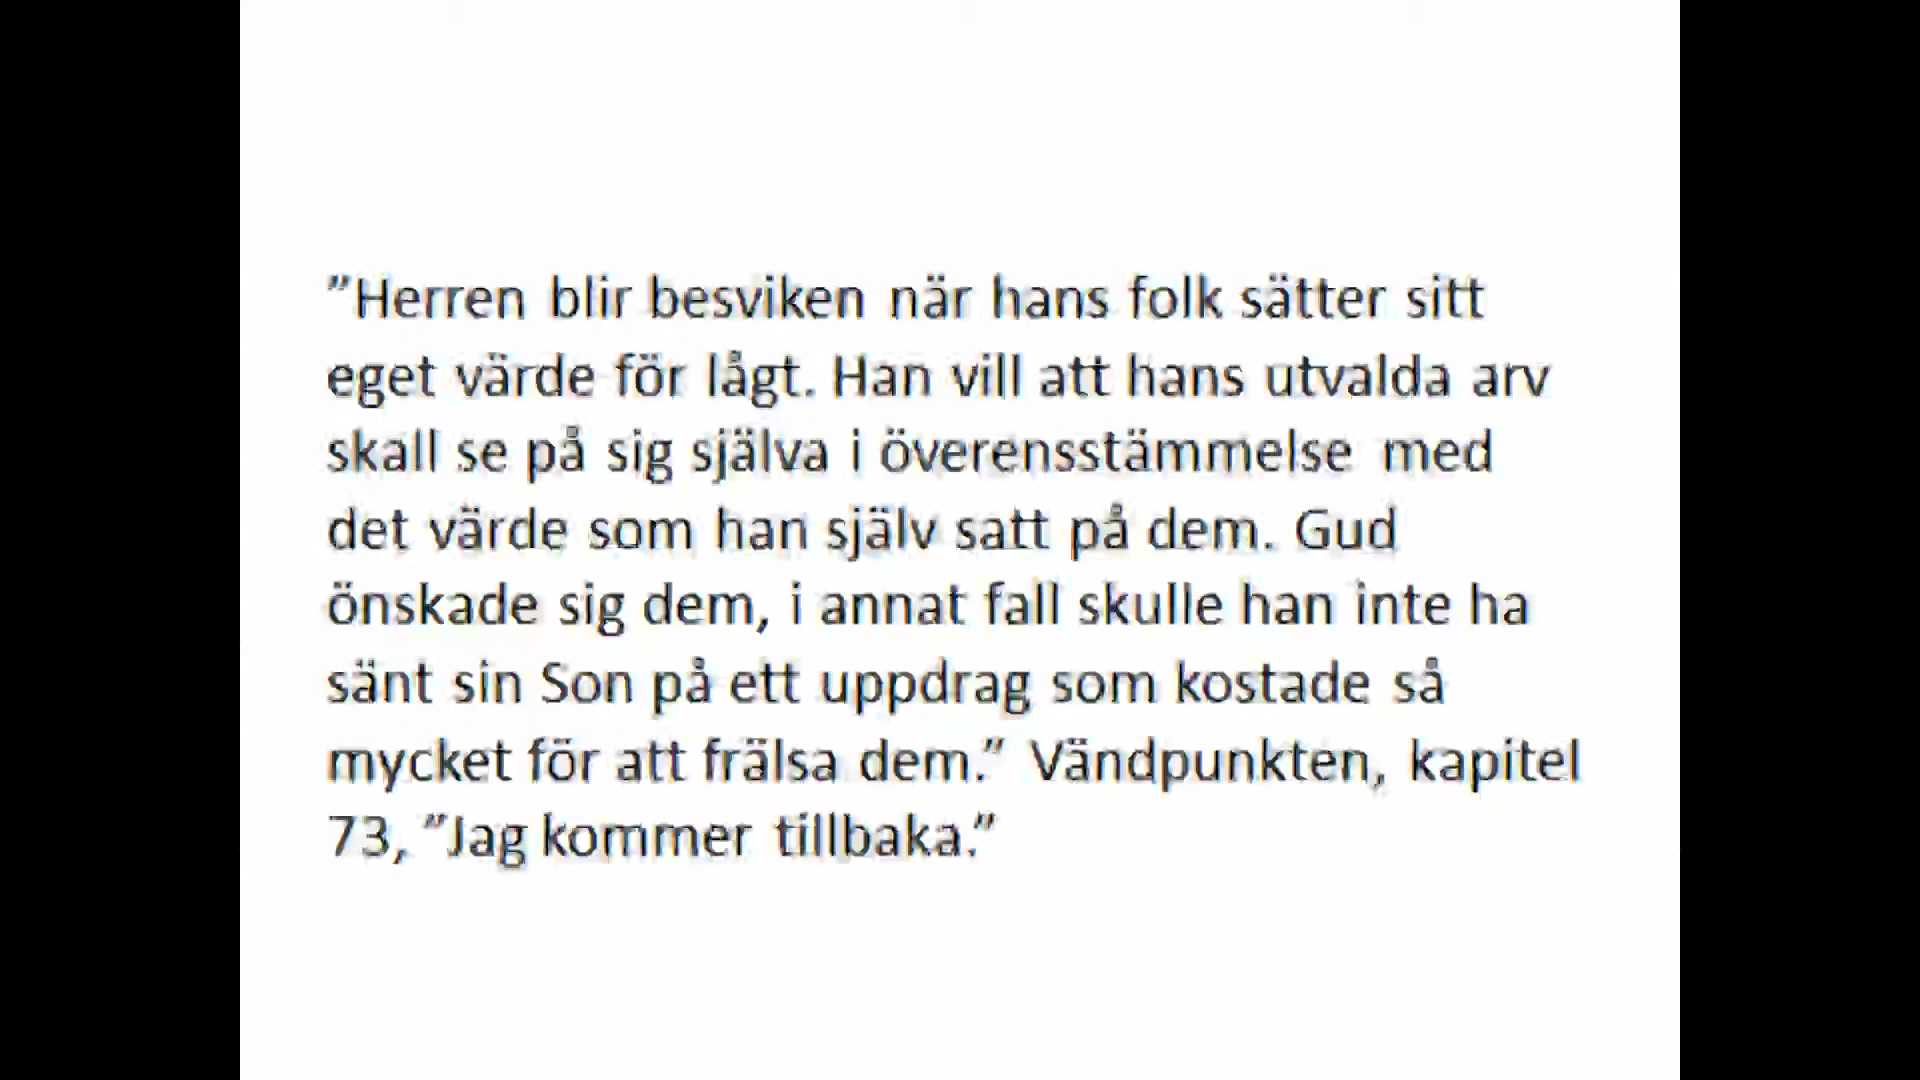 ”Herren blir besviken när hans folk sätter sitt
eget värde för lågt. Han vill att hans utvalda arv
skall se på sig själva i överensstämmelse med
det värde som han själv satt på dem. Gud
önskade sig dem, i annat fall skulle han inte ha
sänt sin Son på ett uppdrag som kostade så
mycket för att frälsa dem.” Vändpunkten, kapitel
73, ”Jag kommer tillbaka.”